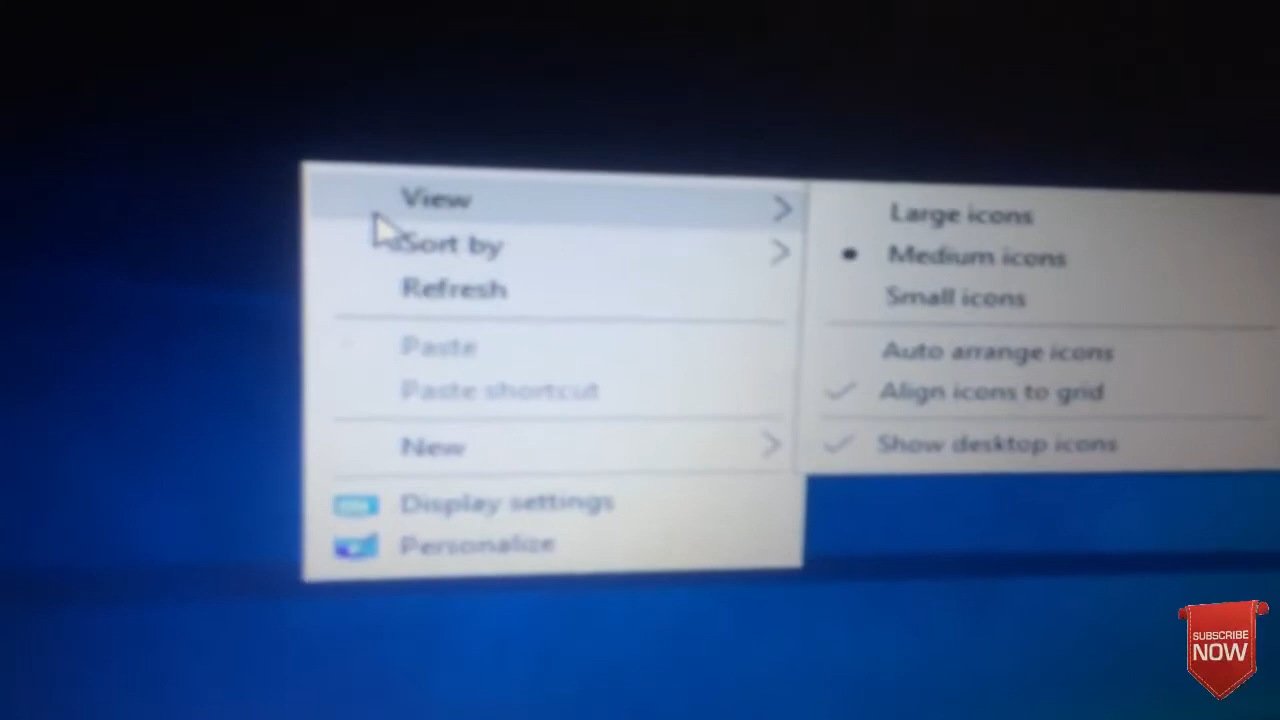 View
Sort by
Refresh
Paste
Paste shortcut
New
Display settings
Personalize
Large icons
Medium icons
Small icons
Auto arrange icons
Align icons to grid
Show desktop icons
SUBSCRIBE
NOW